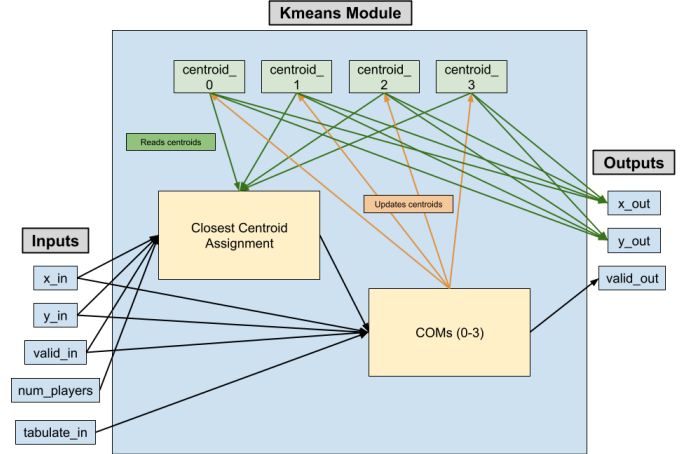 Kmeans Module
centroid_
0
centroid_
1
centroid_
2
centroid_
3
Reads centroids
Outputs
x_out
Updates centroids
Closest Centroid
Assignment
y_out
Inputs
x_in
valid_out
y_in
COMs (0-3)
valid_in
num_players
tabulate_in